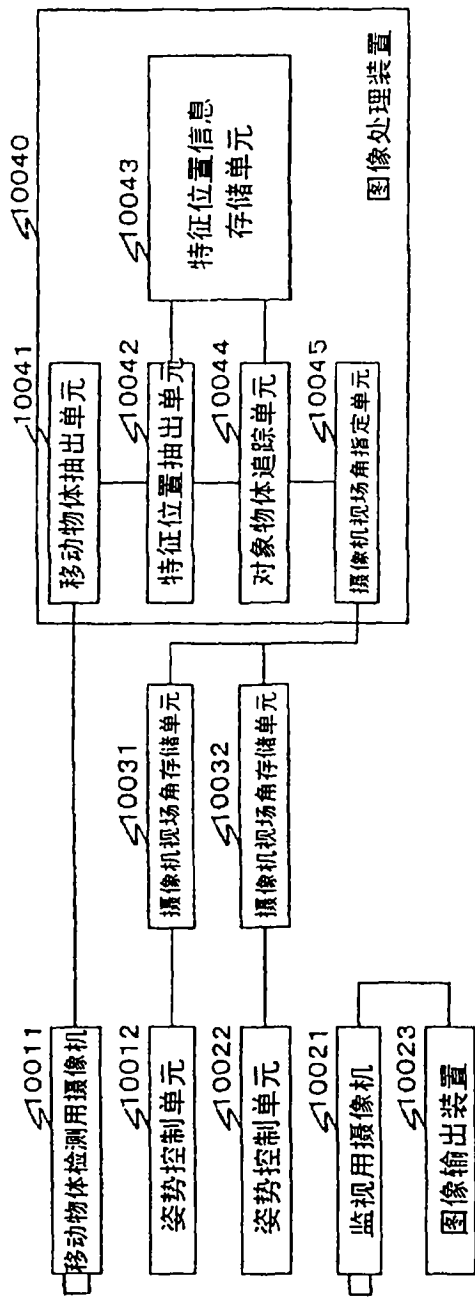 10011
移动物体检测用摄像机
10012
姿势控制单元
10022
姿势控制单元
10021
监视用摄像机
10023
图像输出装置
10031
摄像机视场角存储单元
10032
摄像机视场角存储单元
10040
10041
移动物体抽出单元
10042
特征位置抽出单元
10043
特征位置信息
存储单元
10044
对象物体追踪单元
10045
摄像机视场角指定单元
图像处理装置